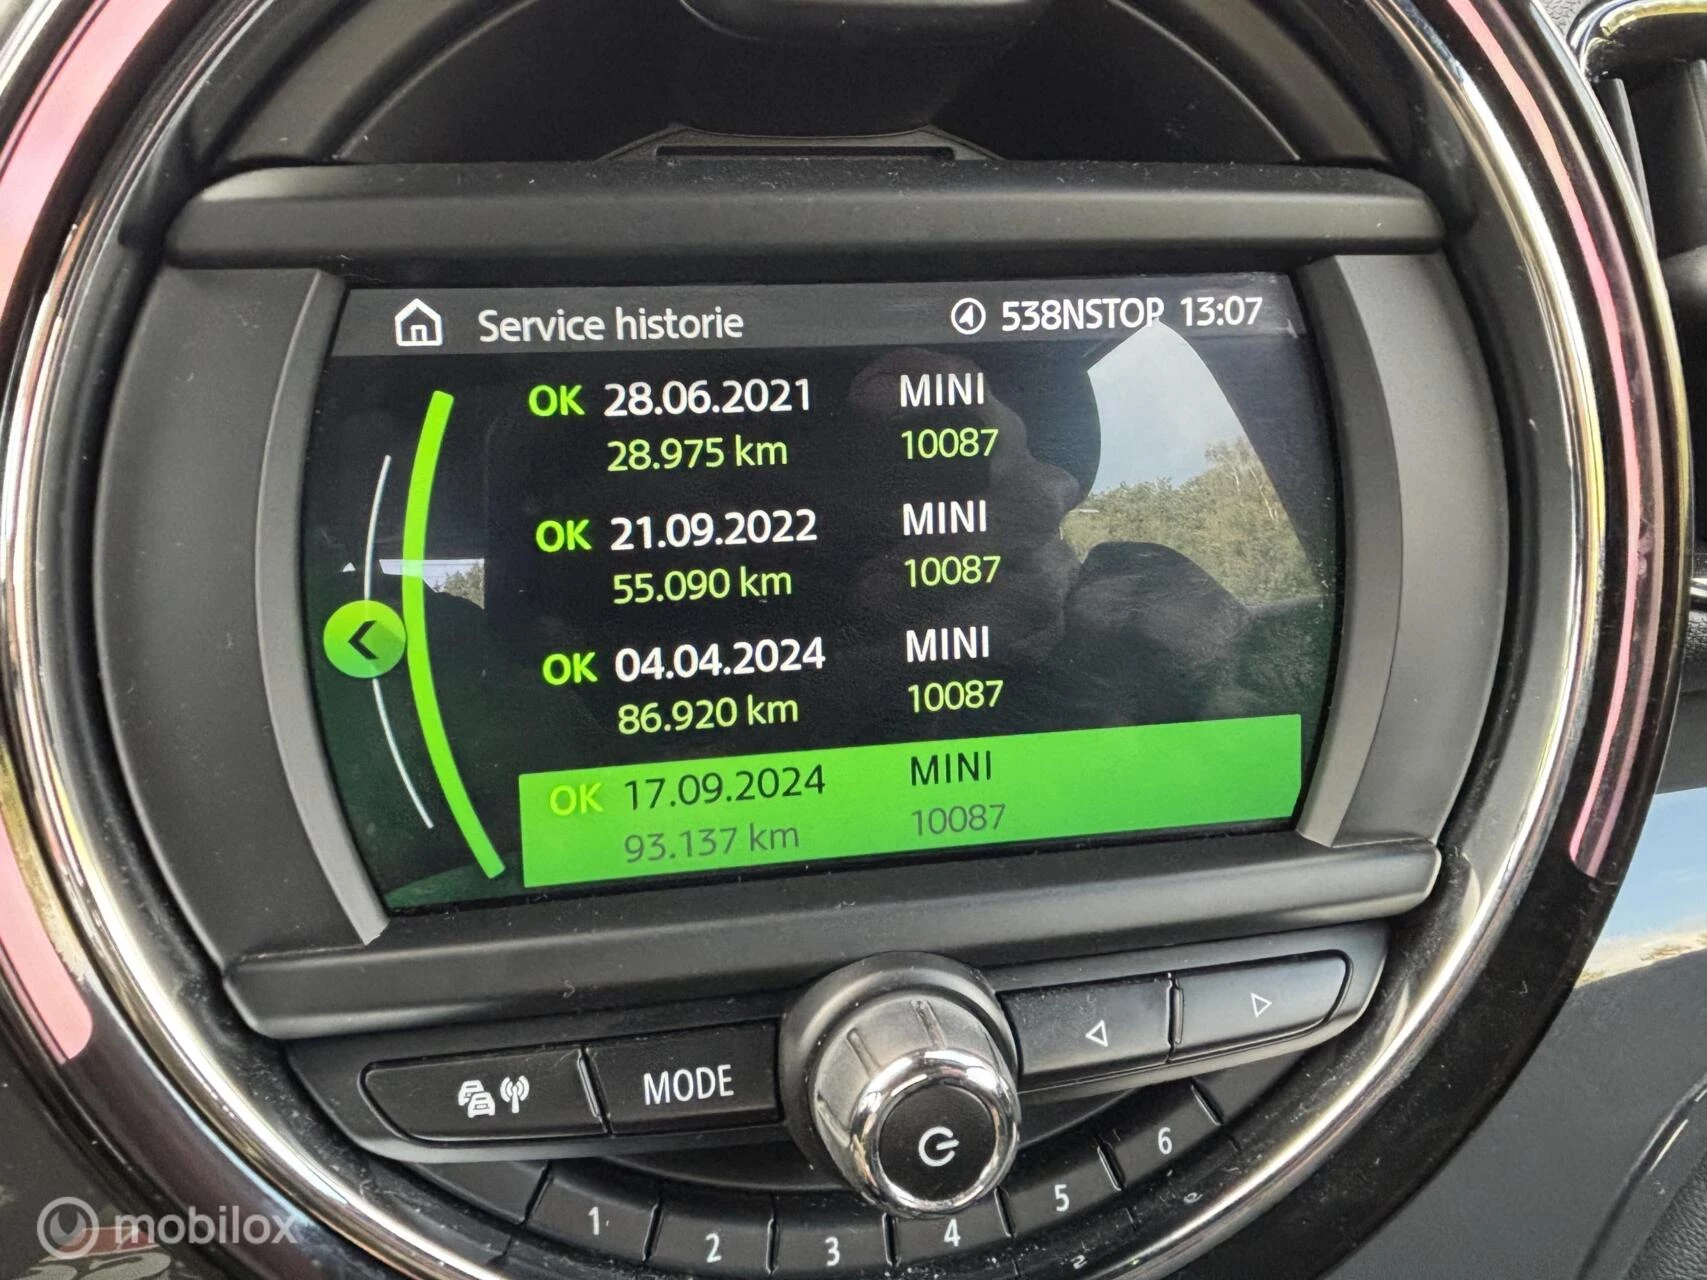 Service historie 538NSTOP 13:07
OK 28.06.2021 MINI
28.975 km 10087
OK 21.09.2022 MINI
55.090 km 10087
OK 04.04.2024 MINI
86.920 km 10087
OK 17.09.2024 MINI
93.137 km 10087
MODE
1 2 3 4 5 6
mobilox